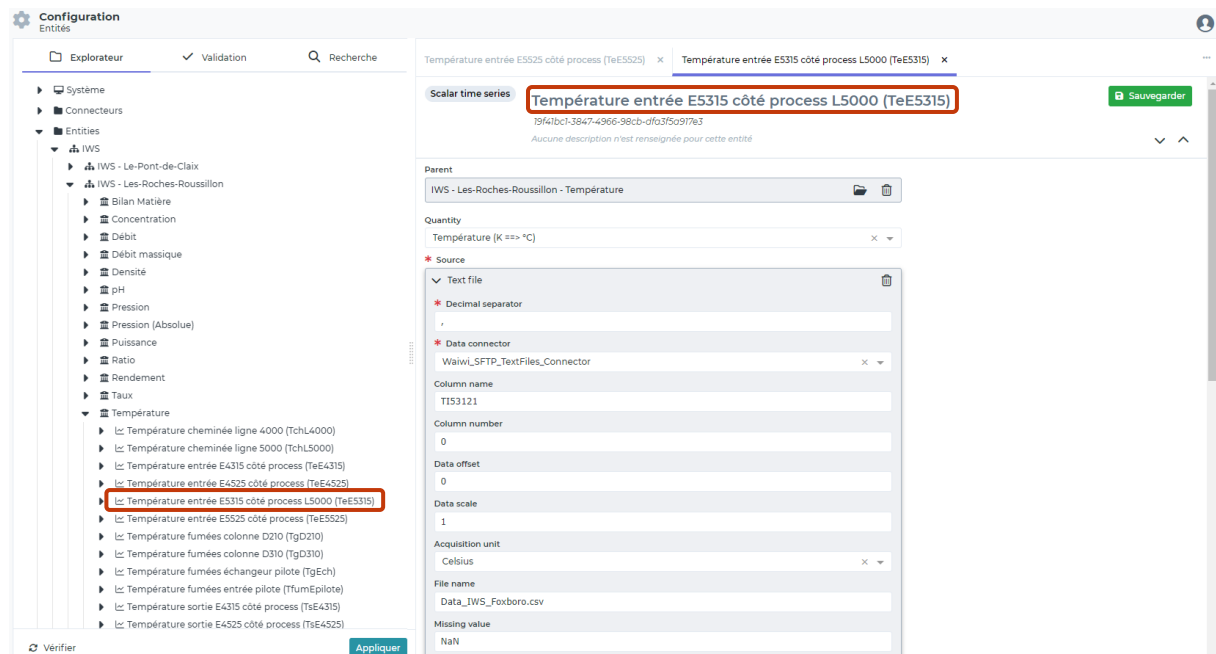 Configuration
Entités
Explorateur
Validation
Recherche
Système
Connecteurs
Entities
IWS
IWS - Le-Pont-de-Claix
IWS - Les-Roches-Roussillon
Bilan Matière
Concentration
Débit
Débit massique
Densité
pH
Pression
Pression (Absolue)
Puissance
Ratio
Rendement
Taux
Température
Température cheminée ligne 4000 (TchL4000)
Température cheminée ligne 5000 (TchL5000)
Température entrée E4315 côté process (TeE4315)
Température entrée E4525 côté process (TeE4525)
Température entrée E5315 côté process L5000 (TeE5315)
Température entrée E5525 côté process (TeE5525)
Température fumées colonne D210 (TgD210)
Température fumées colonne D310 (TgD310)
Température fumées échangeur pilote (TgEch)
Température fumées entrée pilote (TfumEpilote)
Température sortie E4315 côté process (TsE4315)
Température sortie E4525 côté process (TsE4525)
Vérifier
Appliquer
Température entrée E5525 côté process (TeE5525) ×
Température entrée E5315 côté process L5000 (TeE5315) ×
Scalar time series
Température entrée E5315 côté process L5000 (TeE5315)
Sauvegarder
19f41bc1-3847-4966-98cb-dfa3f5a917e3
Aucune description n'est renseignée pour cette entité
Parent
IWS - Les-Roches-Roussillon - Température
Quantity
Température (K ==> °C)
* Source
Text file
* Decimal separator
,
* Data connector
Waiwi_SFTP_TextFiles_Connector
Column name
TI53121
Column number
0
Data offset
0
Data scale
1
Acquisition unit
Celsius
File name
Data_IWS_Foxboro.csv
Missing value
NaN